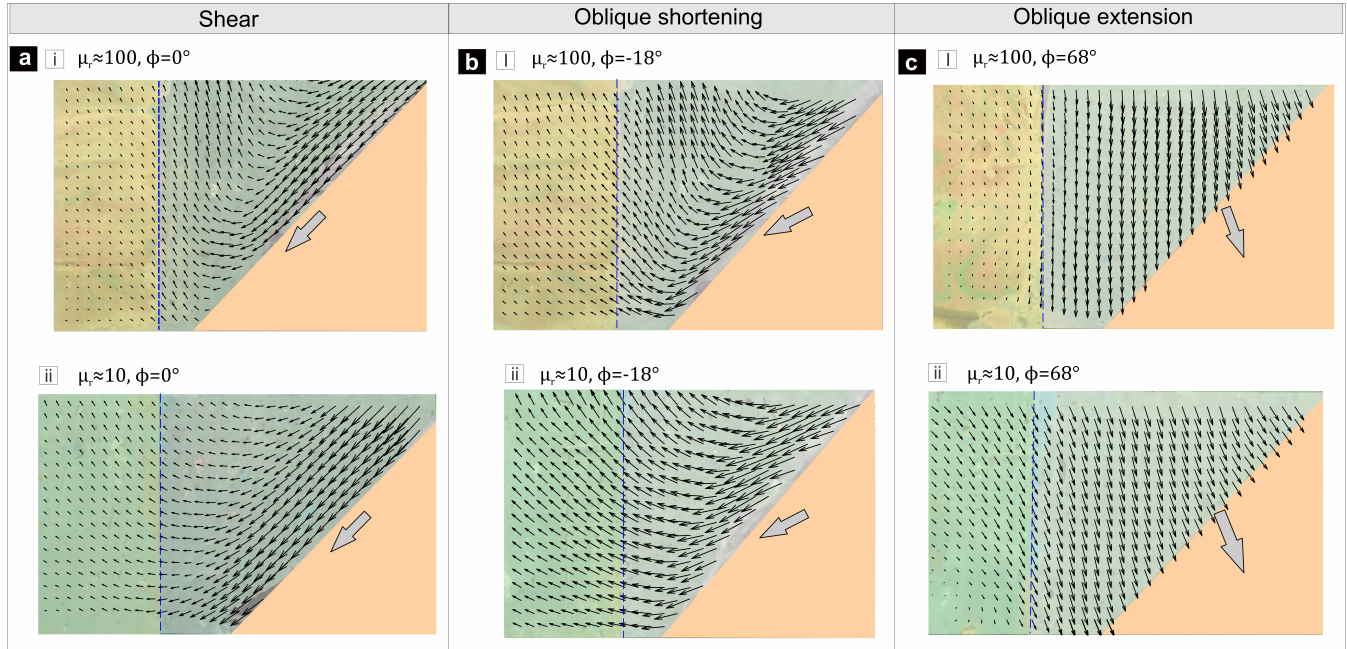 Shear
Oblique shortening
Oblique extension
a i μᵣ≈100, ϕ=0°
b I μᵣ≈100, ϕ=-18°
c I μᵣ≈100, ϕ=68°
ii μᵣ≈10, ϕ=0°
ii μᵣ≈10, ϕ=-18°
ii μᵣ≈10, ϕ=68°